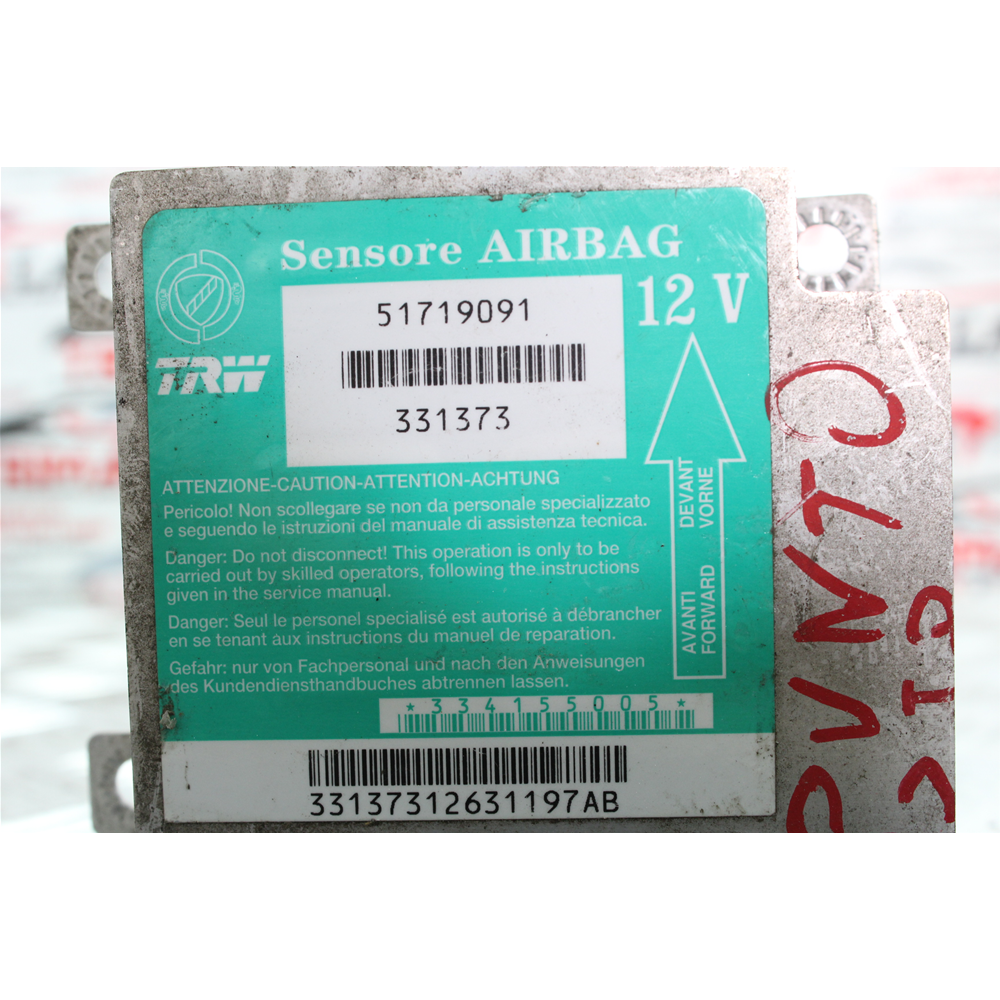 Sensore AIRBAG
12 V
TRW
51719091
331373
ATTENZIONE-CAUTION-ATTENTION-ACHTUNG
Pericolo! Non scollegare se non da personale specializzato
e seguendo le istruzioni del manuale di assistenza tecnica.
Danger: Do not disconnect! This operation is only to be
carried out by skilled operators, following the instructions
given in the service manual.
Danger: Seul le personel specialisé est autorisé à débrancher
en se tenant aux instructions du manuel de reparation.
Gefahr: nur von Fachpersonal und nach den Anweisungen
des Kundendiensthandbuches abtrennen lassen.
AVANTI DEVANT
FORWARD VORNE
*334155005*
33137312631197AB
PUNTO